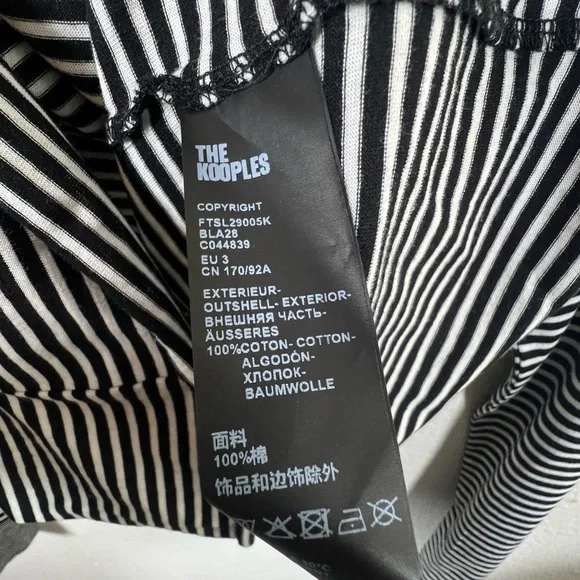 THE
KOOPLES
COPYRIGHT
FTSL29005K
BLA28
C044839
EU 3
CN 170/92A
EXTERIEUR-
OUTSHELL- EXTERIOR-
ВНЕШНЯЯ ЧАСТЬ-
ÄUSSERES
100%COTON- COTTON-
ALGODÓN-
ХЛОПОК-
BAUMWOLLE
面料
100%棉
饰品和边饰除外